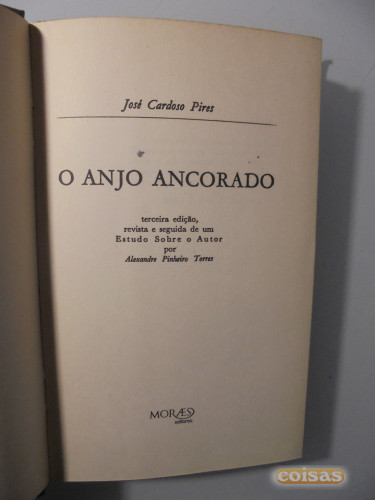 José Cardoso Pires
O ANJO ANCORADO
terceira edição,
revista e seguida de um
Estudo Sobre o Autor
por
Alexandre Pinheiro Torres
MORÆS
editores
coisas